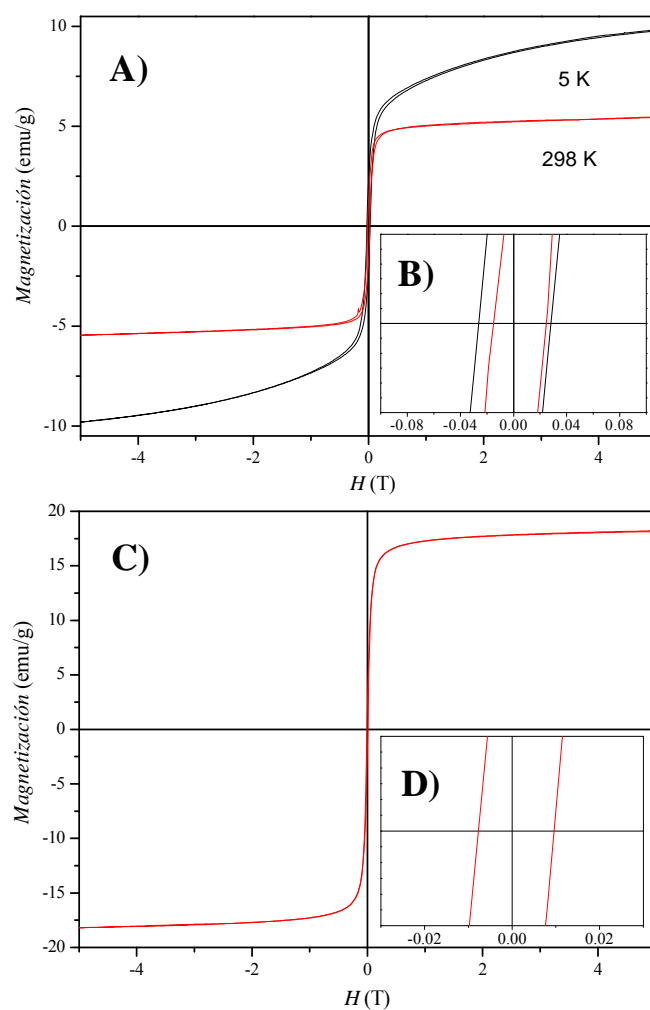 A)
10
5
0
-5
-10
Magnetización (emu/g)
5 K
298 K
B)
-0.08 -0.04 0.00 0.04 0.08
-4 -2 0 2 4
H (T)
C)
20
15
10
5
0
-5
-10
-15
-20
Magnetización (emu/g)
D)
-0.02 0.00 0.02
-4 -2 0 2 4
H (T)